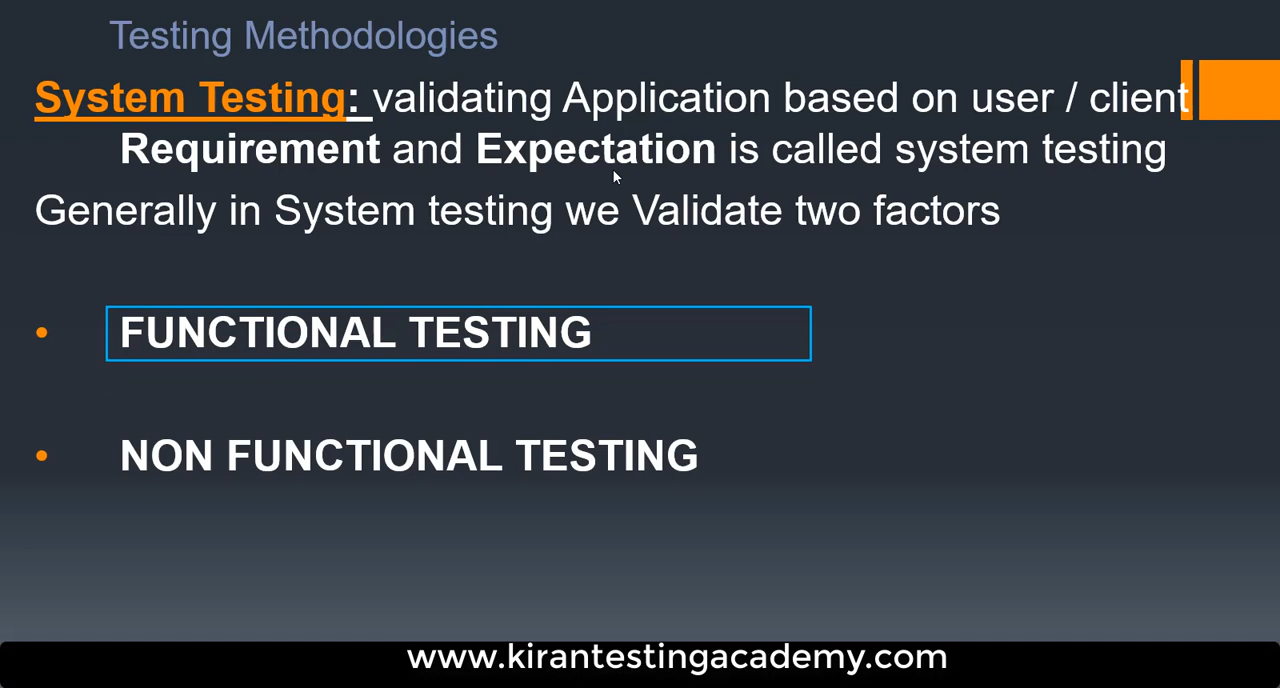 Testing Methodologies
System Testing: validating Application based on user / client
Requirement and Expectation is called system testing
Generally in System testing we Validate two factors
• FUNCTIONAL TESTING
• NON FUNCTIONAL TESTING
www.kirantestingacademy.com